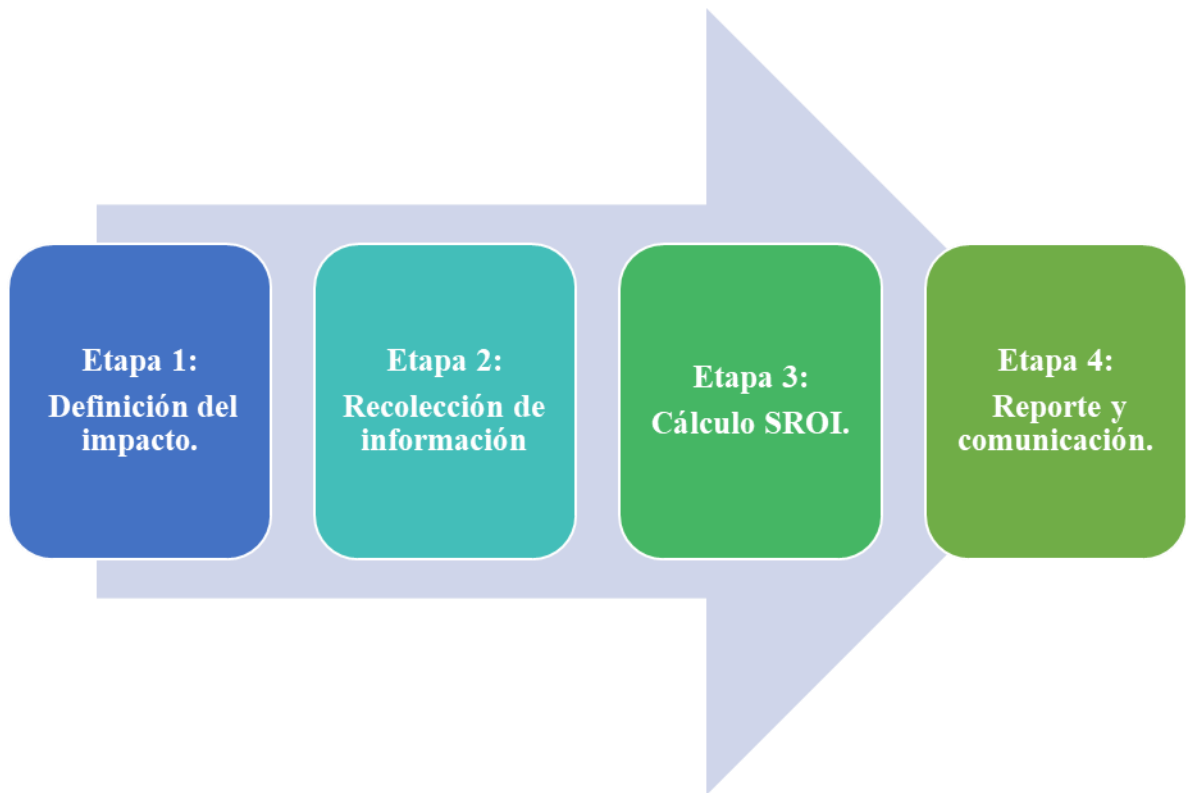 Etapa 1:
Definición del
impacto.
Etapa 2:
Recolección de
información
Etapa 3:
Cálculo SROI.
Etapa 4:
Reporte y
comunicación.